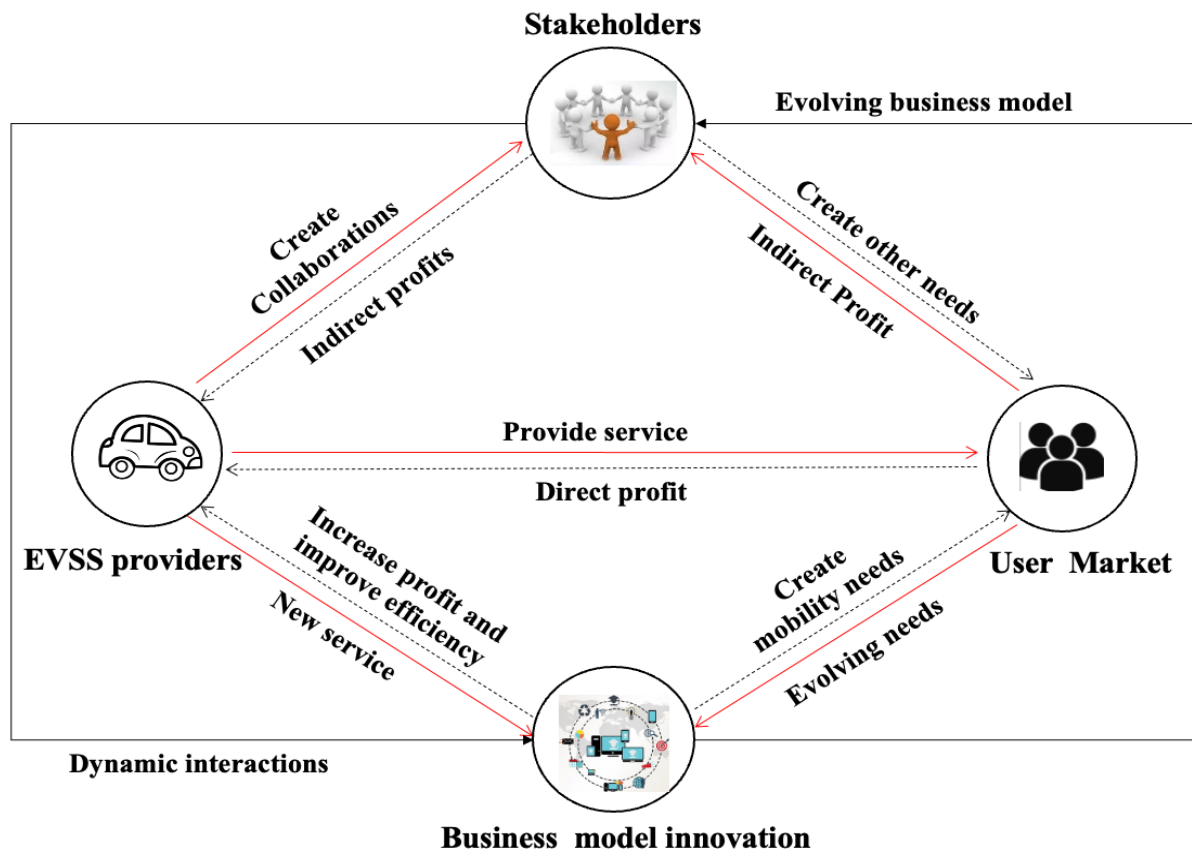 Stakeholders
Evolving business model
Create
Collaborations
Indirect profits
Create other needs
Indirect Profit
Provide service
Direct profit
EVSS providers
User Market
Increase profit and
improve efficiency
New service
Create
mobility needs
Evolving needs
Dynamic interactions
Business model innovation